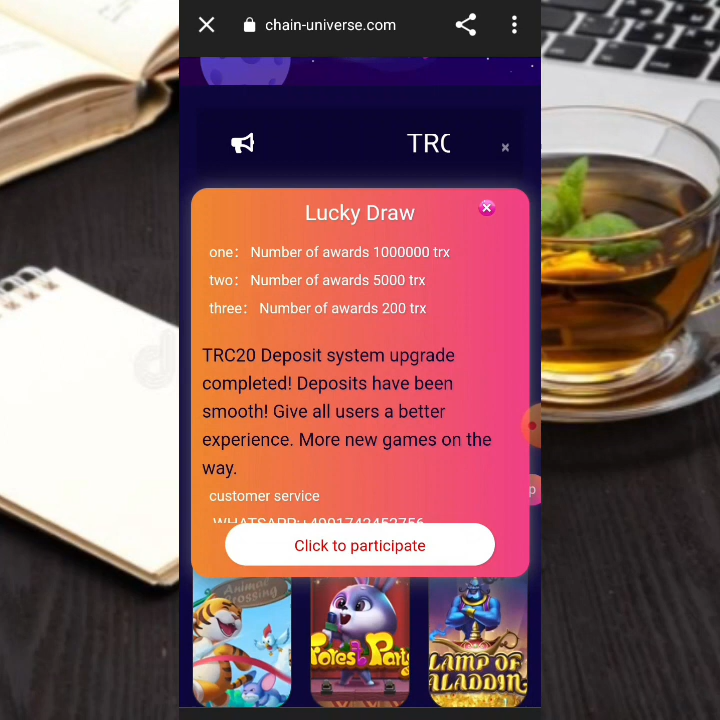 chain-universe.com
TRC
Lucky Draw
one: Number of awards 1000000 trx
two: Number of awards 5000 trx
three: Number of awards 200 trx
TRC20 Deposit system upgrade
completed! Deposits have been
smooth! Give all users a better
experience. More new games on the
way.
customer service
p
Click to participate
Animal
Crossing
Forest Party
LAMP OF
ALADDIN